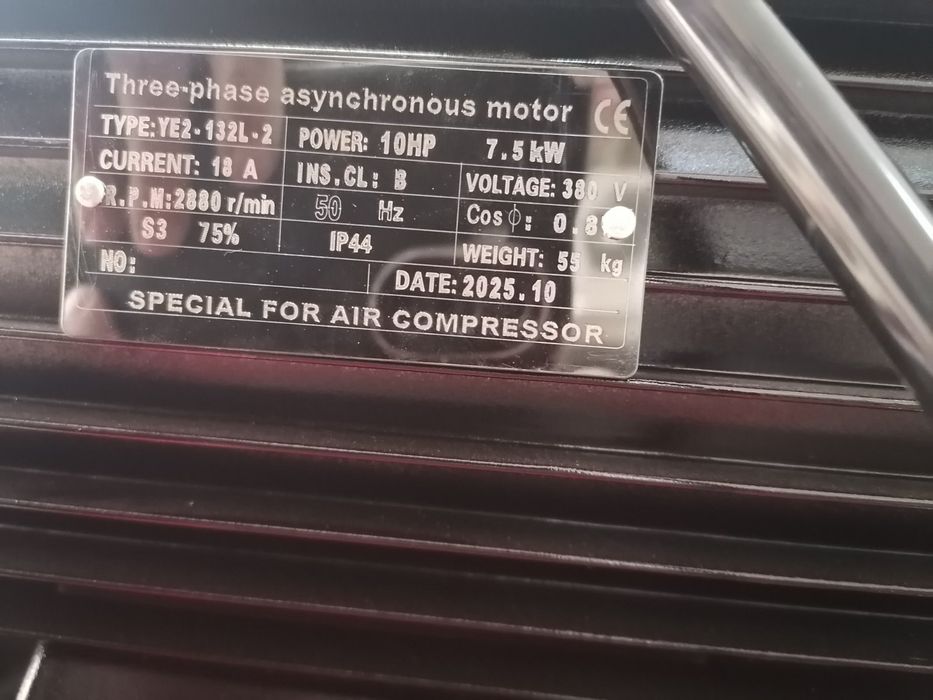 Three-phase asynchronous motor CE
TYPE:YE2-132L-2 POWER: 10HP 7.5kW
CURRENT: 18 A INS.CL: B VOLTAGE: 380 V
R.P.M:2880 r/min 50 Hz Cos ϕ:
S3 75% IP44 WEIGHT: 55 kg
NO: DATE: 2025.10
SPECIAL FOR AIR COMPRESSOR